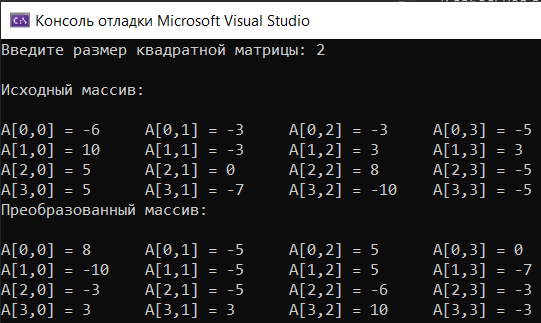 Консоль отладки Microsoft Visual Studio
Введите размер квадратной матрицы: 2
Исходный массив:
A[0,0] = -6 A[0,1] = -3 A[0,2] = -3 A[0,3] = -5
A[1,0] = 10 A[1,1] = -3 A[1,2] = 3 A[1,3] = 3
A[2,0] = 5 A[2,1] = 0 A[2,2] = 8 A[2,3] = -5
A[3,0] = 5 A[3,1] = -7 A[3,2] = -10 A[3,3] = -5
Преобразованный массив:
A[0,0] = 8 A[0,1] = -5 A[0,2] = 5 A[0,3] = 0
A[1,0] = -10 A[1,1] = -5 A[1,2] = 5 A[1,3] = -7
A[2,0] = -3 A[2,1] = -5 A[2,2] = -6 A[2,3] = -3
A[3,0] = 3 A[3,1] = 3 A[3,2] = 10 A[3,3] = -3